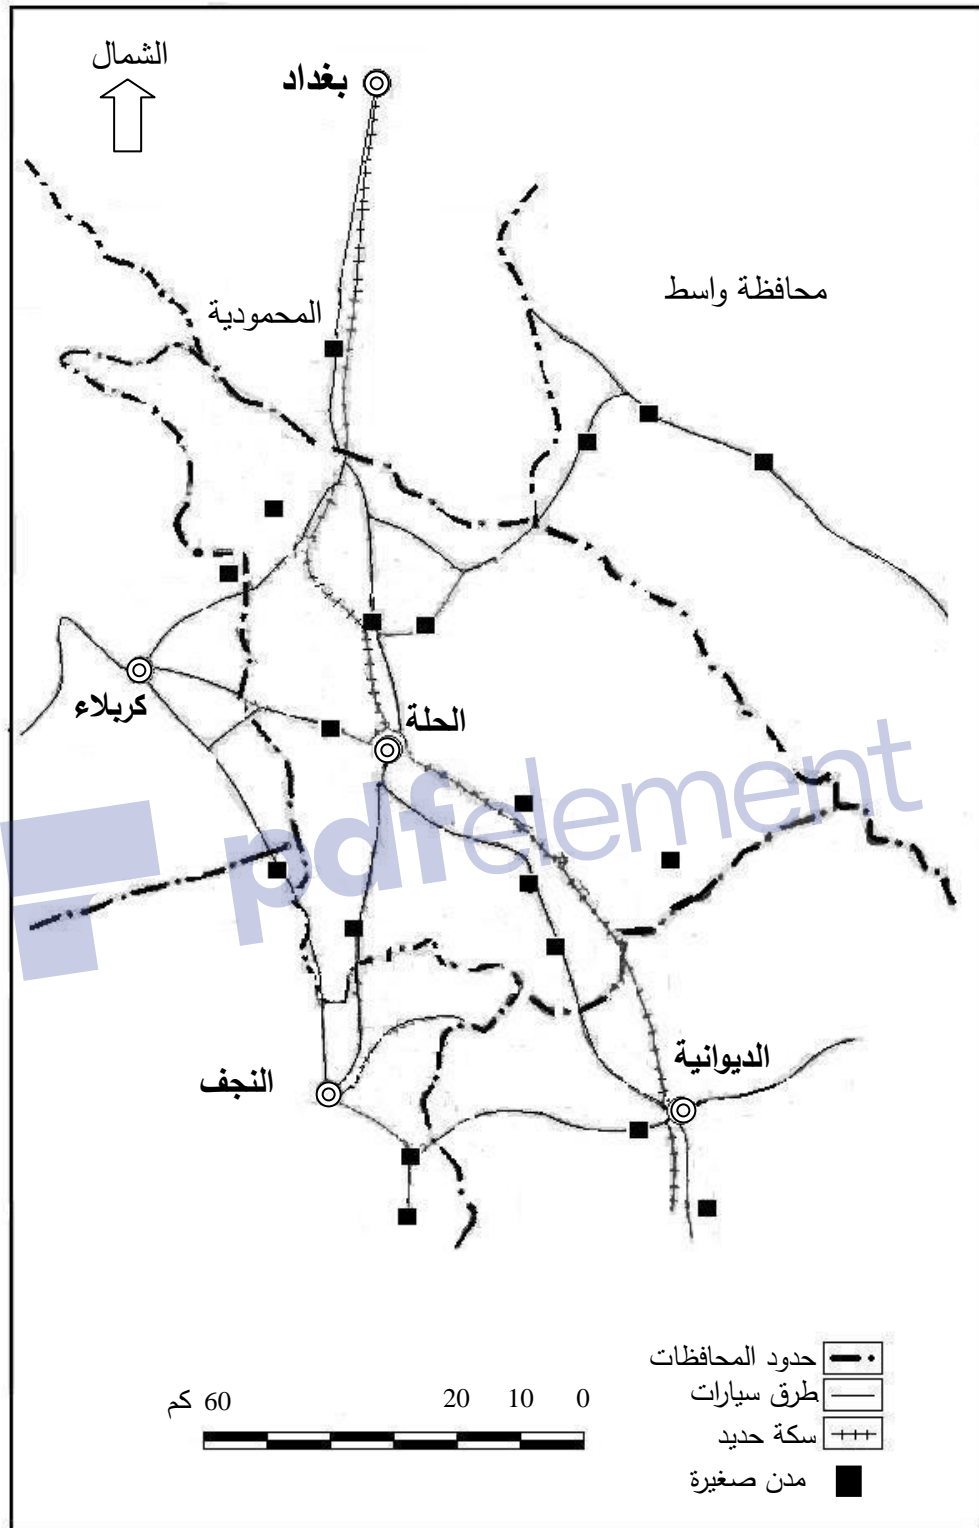 الشمال
بغداد
محافظة واسط
المحمودية
كربلاء
الحلة
pdfelement
الديوانية
النجف
حدود المحافظات
طرق سيارات
سكة حديد
مدن صغيرة
0 10 20 60 كم